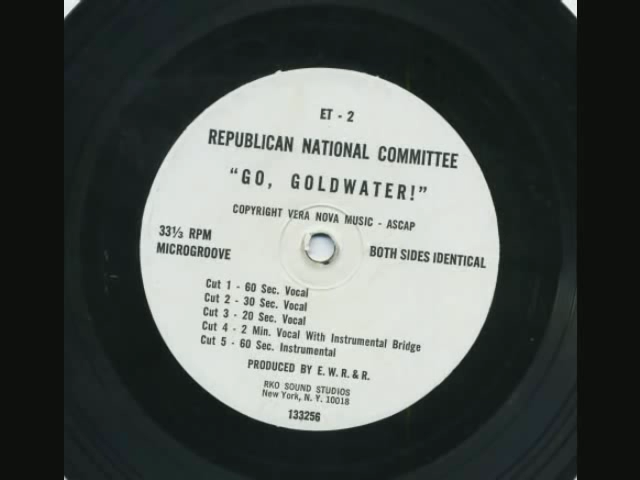 ET - 2
REPUBLICAN NATIONAL COMMITTEE
"GO, GOLDWATER!"
COPYRIGHT VERA NOVA MUSIC - ASCAP
33⅓ RPM
MICROGROOVE
BOTH SIDES IDENTICAL
Cut 1 - 60 Sec. Vocal
Cut 2 - 30 Sec. Vocal
Cut 3 - 20 Sec. Vocal
Cut 4 - 2 Min. Vocal With Instrumental Bridge
Cut 5 - 60 Sec. Instrumental
PRODUCED BY E. W. R. & R.
RKO SOUND STUDIOS
New York, N. Y. 10018
133256